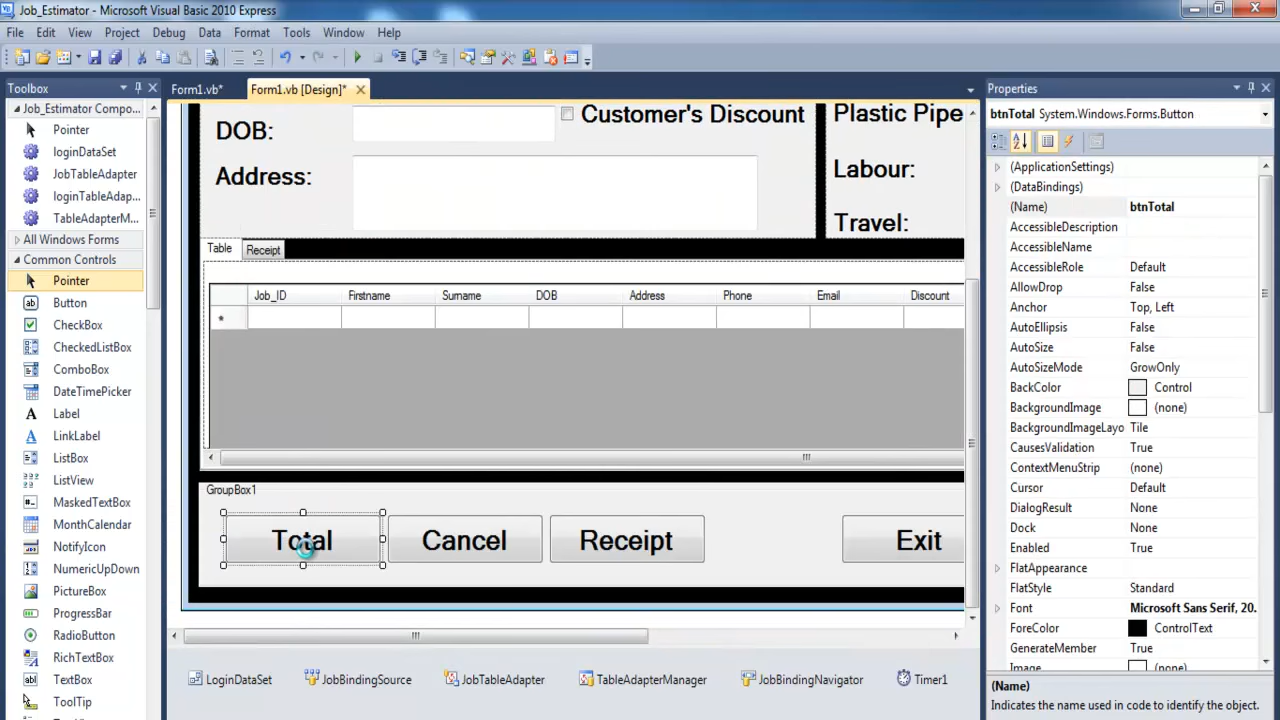 Job_Estimator - Microsoft Visual Basic 2010 Express
File Edit View Project Debug Data Format Tools Window Help
Toolbox
Job_Estimator Compo...
Pointer
loginDataSet
JobTableAdapter
loginTableAdap...
TableAdapterM...
All Windows Forms
Common Controls
Pointer
Button
CheckBox
CheckedListBox
ComboBox
DateTimePicker
Label
LinkLabel
ListBox
ListView
MaskedTextBox
MonthCalendar
NotifyIcon
NumericUpDown
PictureBox
ProgressBar
RadioButton
RichTextBox
TextBox
ToolTip
Form1.vb* Form1.vb [Design]*
DOB: Customer's Discount Plastic Pipe
Address: Labour:
Travel:
Table Receipt
Job_ID Firstname Surname DOB Address Phone Email Discount
*
GroupBox1
Total Cancel Receipt Exit
LoginDataSet JobBindingSource JobTableAdapter TableAdapterManager JobBindingNavigator Timer1
Properties
btnTotal System.Windows.Forms.Button
(ApplicationSettings)
(DataBindings)
(Name) btnTotal
AccessibleDescription
AccessibleName
AccessibleRole Default
AllowDrop False
Anchor Top, Left
AutoEllipsis False
AutoSize False
AutoSizeMode GrowOnly
BackColor Control
BackgroundImage (none)
BackgroundImageLayo Tile
CausesValidation True
ContextMenuStrip (none)
Cursor Default
DialogResult None
Dock None
Enabled True
FlatAppearance
FlatStyle Standard
Font Microsoft Sans Serif, 20.
ForeColor ControlText
GenerateMember True
Image (none)
(Name)
Indicates the name used in code to identify the object.